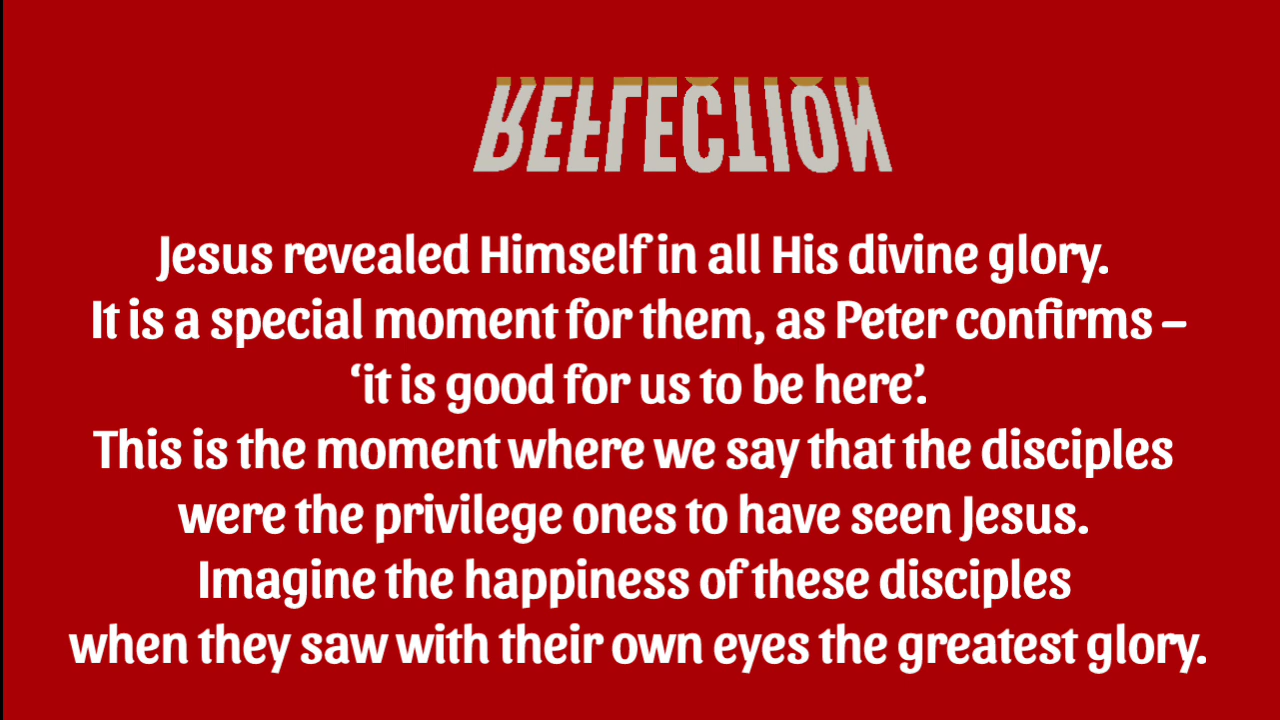 REFLECTION
Jesus revealed Himself in all His divine glory.
It is a special moment for them, as Peter confirms –
‘it is good for us to be here’.
This is the moment where we say that the disciples
were the privilege ones to have seen Jesus.
Imagine the happiness of these disciples
when they saw with their own eyes the greatest glory.